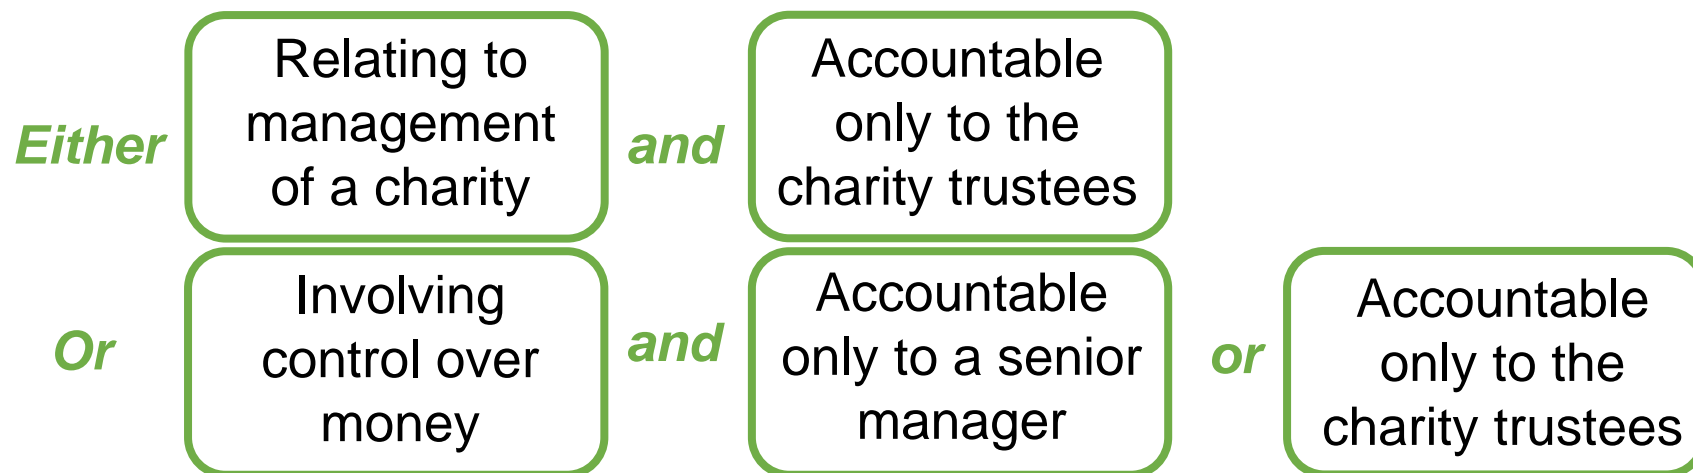 Either
Relating to
management
of a charity
and
Accountable
only to the
charity trustees
Or
Involving
control over
money
and
Accountable
only to a senior
manager
or
Accountable
only to the
charity trustees